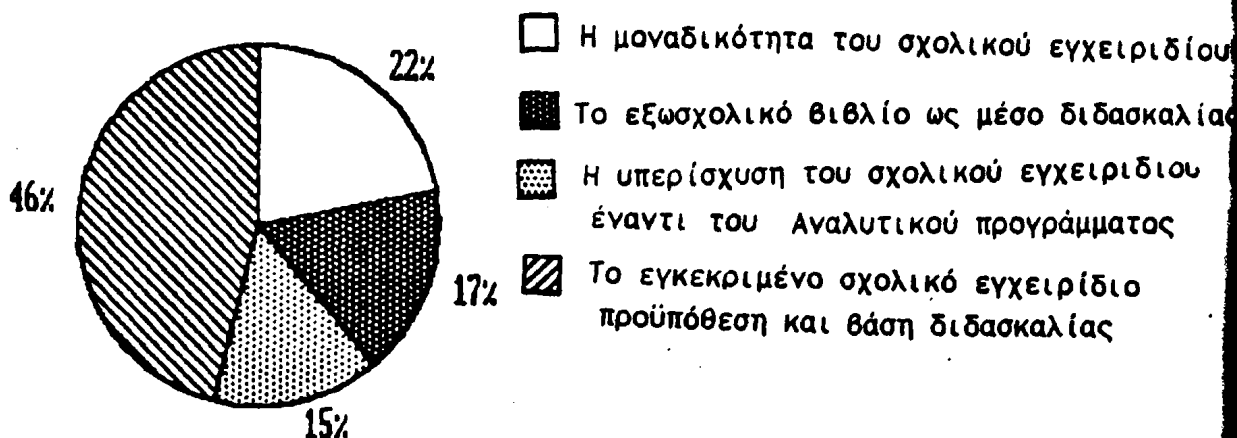 22%
46%
17%
15%
Η μοναδικότητα του σχολικού εγχειριδίου
Το εξωσχολικό βιβλίο ως μέσο διδασκαλίας
Η υπερίσχυση του σχολικού εγχειριδιου
έναντι του Αναλυτικού προγράμματος
Το εγκεκριμένο σχολικό εγχειρίδιο
προϋπόθεση και βάση διδασκαλίας